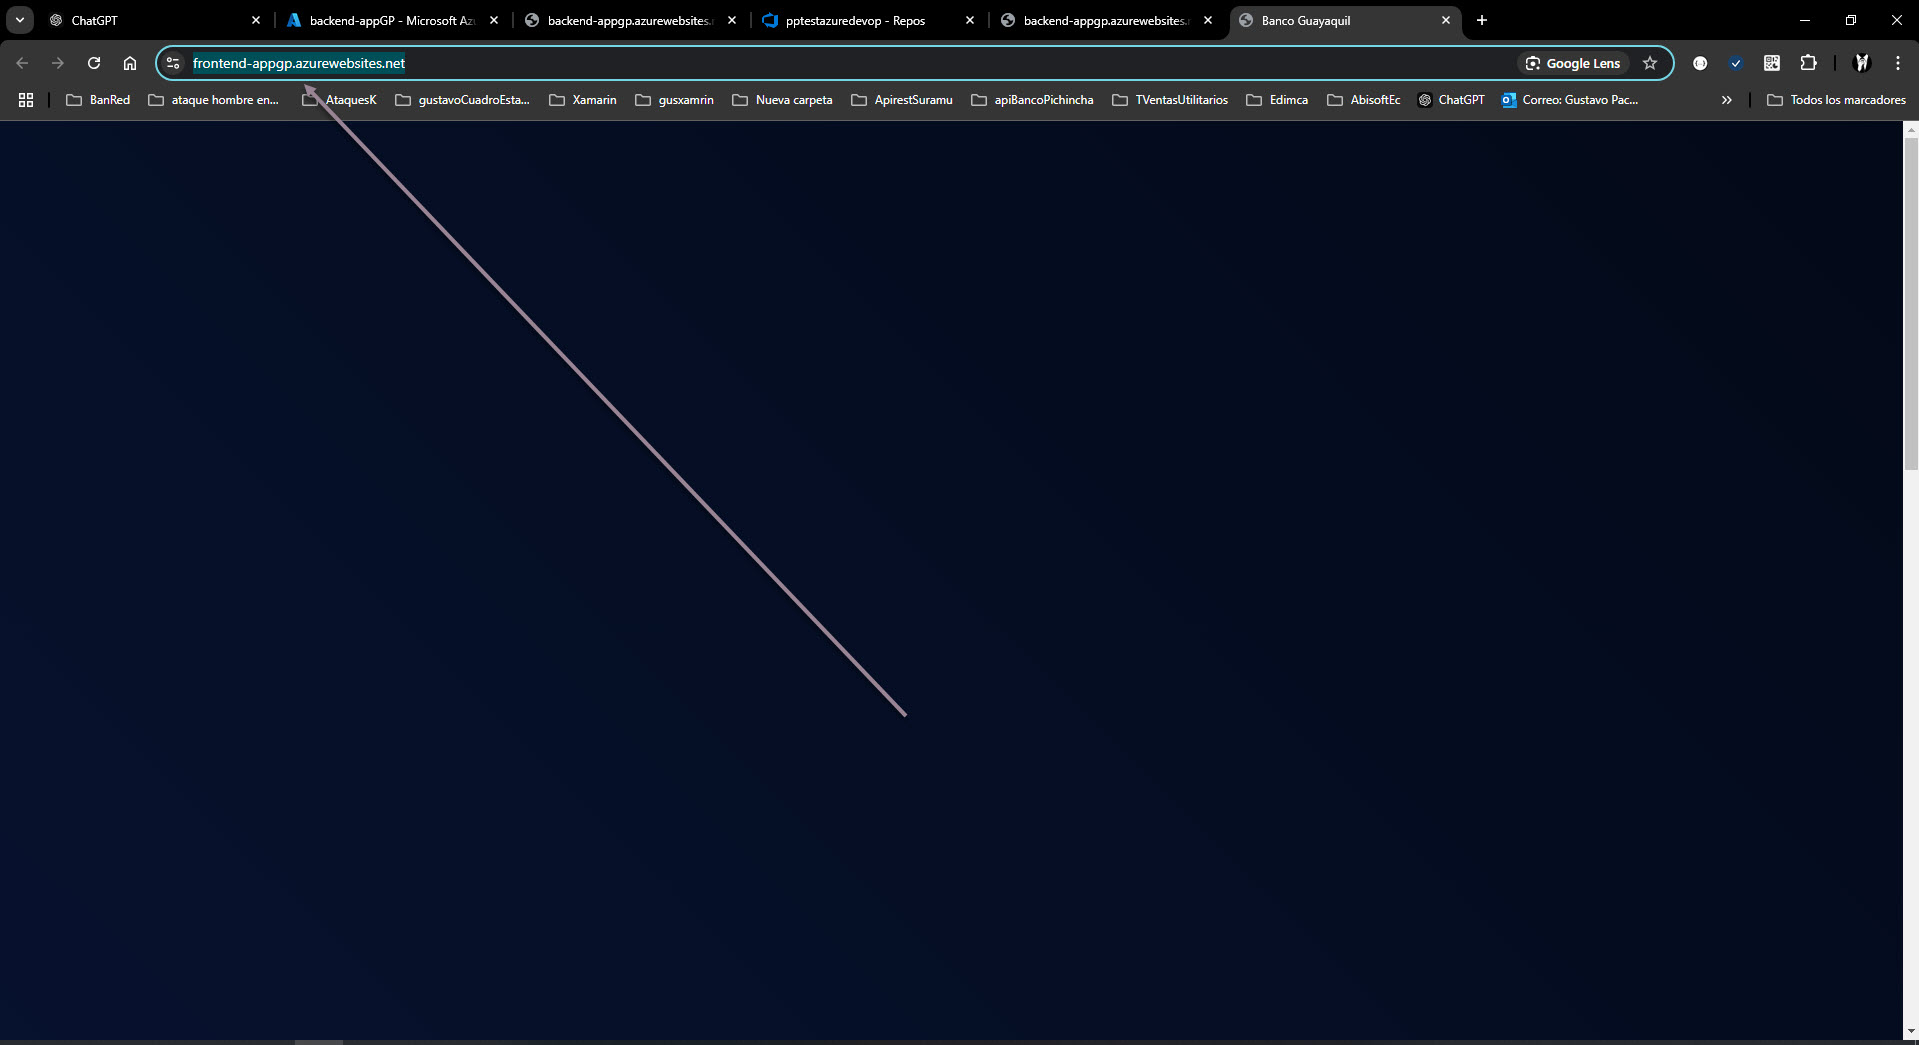 ChatGPT
backend-appGP - Microsoft Az
backend-appgp.azurewebsites.
pptestazuredevop - Repos
backend-appgp.azurewebsites.
Banco Guayaquil
frontend-appgp.azurewebsites.net
Google Lens
BanRed
ataque hombre en...
AtaquesK
gustavoCuadroEsta...
Xamarin
gusxamrin
Nueva carpeta
ApirestSuramu
apiBancoPichincha
TVentasUtilitarios
Edimca
AbisoftEc
ChatGPT
Correo: Gustavo Pac...
Todos los marcadores